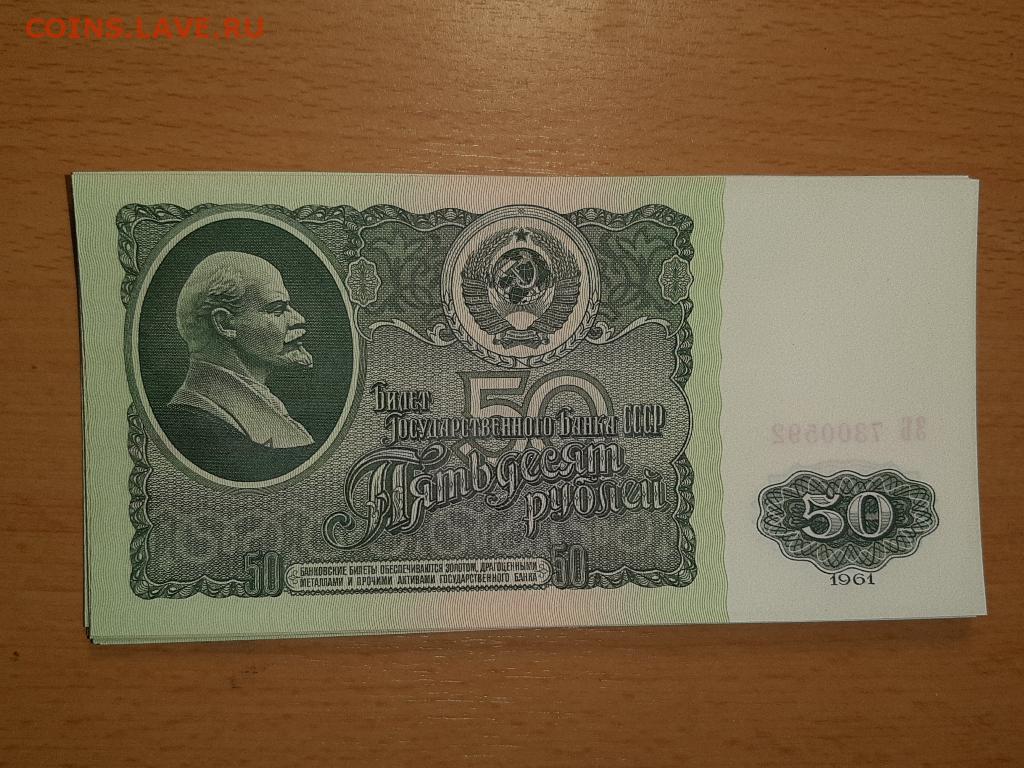 COINS.LAVE.RU
50
Билет
Государственного Банка СССР
Пятьдесят
рублей
ЗБ 7300592
50
50
БАНКОВСКИЕ БИЛЕТЫ ОБЕСПЕЧИВАЮТСЯ ЗОЛОТОМ, ДРАГОЦЕННЫМИ
МЕТАЛЛАМИ И ПРОЧИМИ АКТИВАМИ ГОСУДАРСТВЕННОГО БАНКА
50
1961